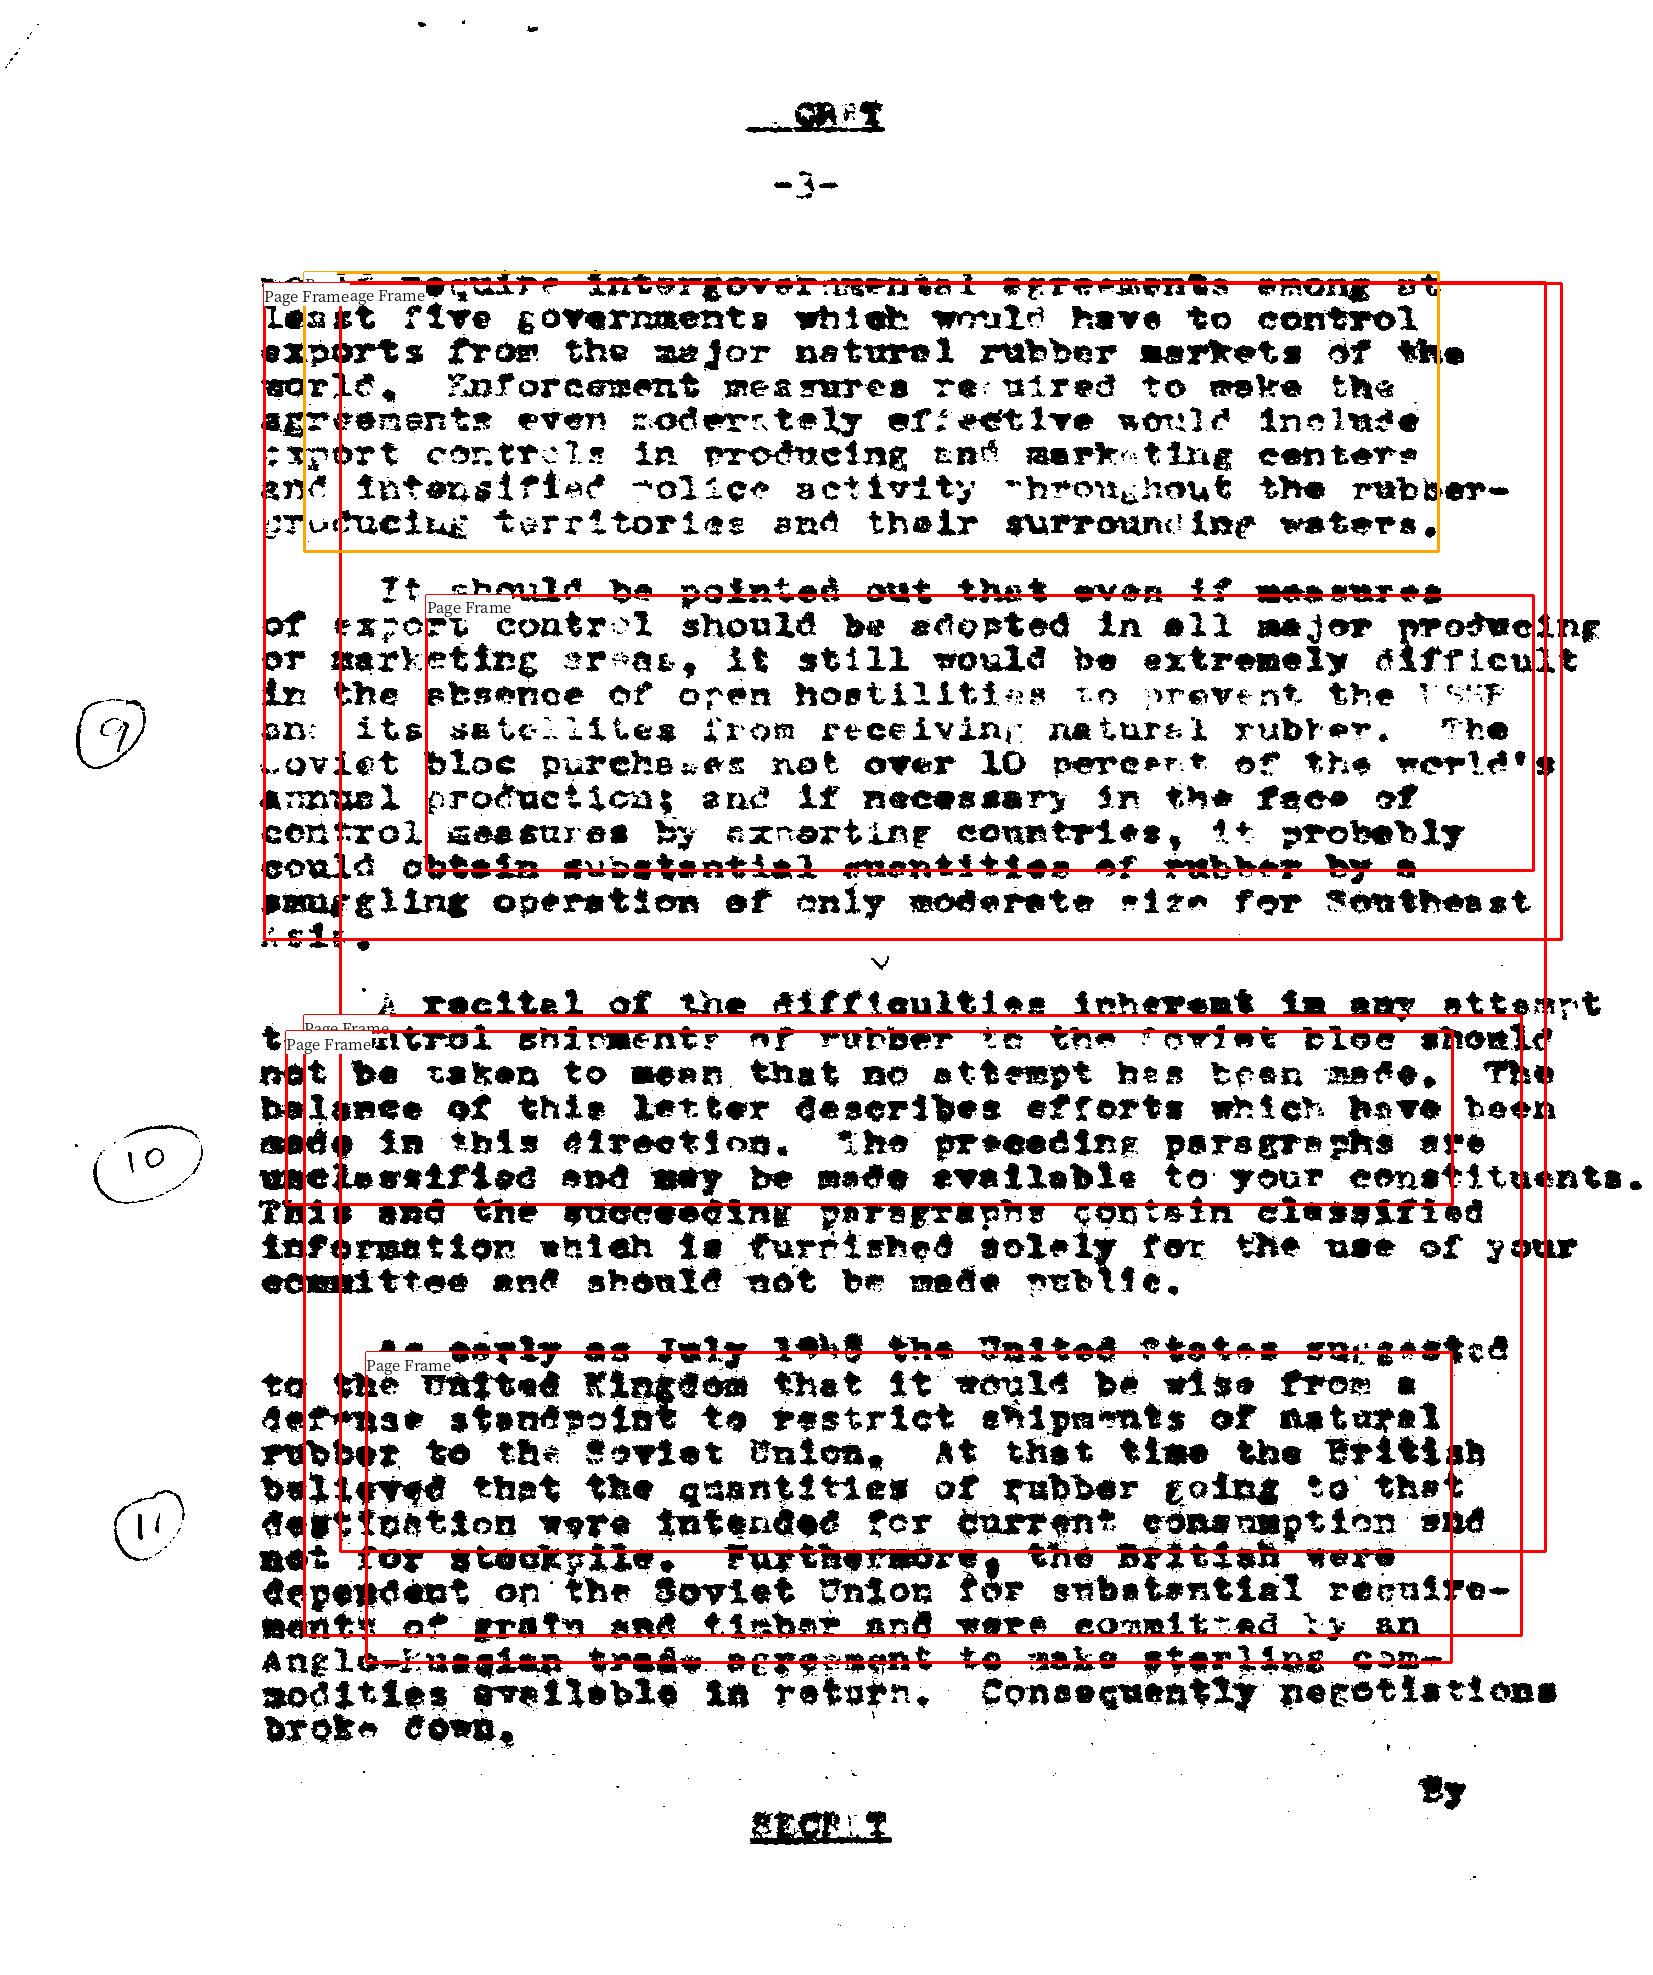 -3-
require intergovernmental agreements among at
least five governments which would have to control
exports from the major natural rubber markets of the
world. Enforcement measures required to make the
agreements even moderately effective would include
export controls in producing and marketing centers
and intensified police activity throughout the rubber-
producing territories and their surrounding waters.
It should be pointed out that even if measures
of export control should be adopted in all major producing
or marketing areas, it still would be extremely difficult
in the absence of open hostilities to prevent the USSR
and its satellites from receiving natural rubber. The
Soviet bloc purchases not over 10 percent of the world's
annual production; and if necessary in the face of
control measures by exporting countries, it probably
could obtain substantial quantities of rubber by a
smuggling operation of only moderate size for Southeast
Asia.
9
A recital of the difficulties inherent in any attempt
control shipments of rubber to the Soviet bloc should
not be taken to mean that no attempt has been made. The
balance of this letter describes efforts which have been
made in this direction. The preceding paragraphs are
unclassified and may be made available to your constituents.
This and the succeeding paragraphs contain classified
information which is furnished solely for the use of your
committee and should not be made public.
10
As early as July 1948 the United States suggested
to the United Kingdom that it would be wise from a
defense standpoint to restrict shipments of natural
rubber to the Soviet Union. At that time the British
believed that the quantities of rubber going to that
destination were intended for current consumption and
not for stockpile. Furthermore, the British were
dependent on the Soviet Union for substantial require-
ments of grain and timber and were committed by an
Anglo-Russian trade agreement to make sterling com-
modities available in return. Consequently negotiations
broke down.
11
By
SECRET
Page Frame
Page Frame
Page Frame
Page Frame
Page Frame